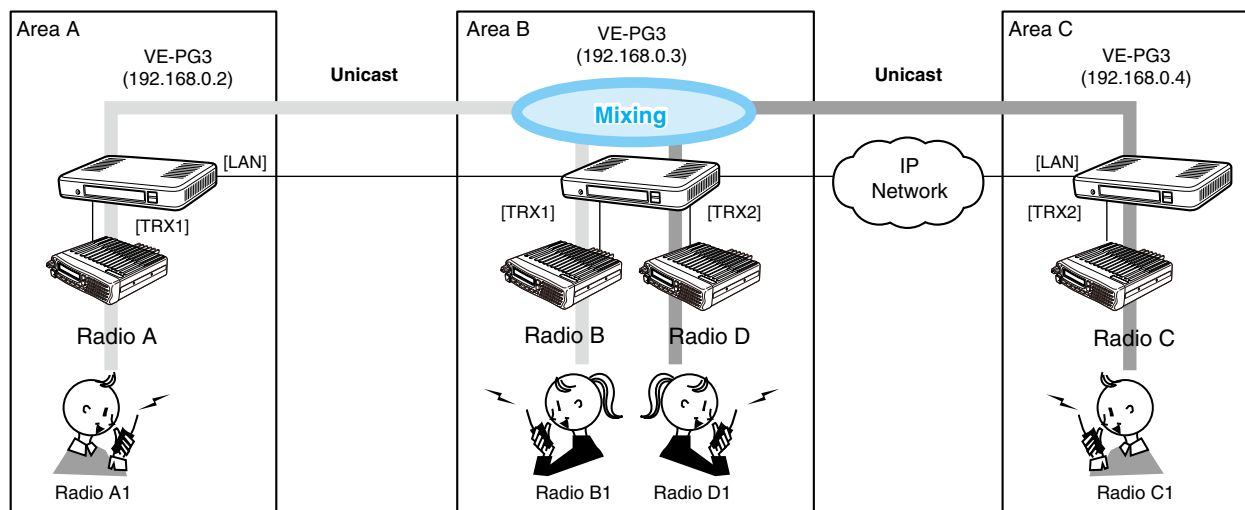 Area A
VE-PG3
(192.168.0.2)
Unicast
Area B
VE-PG3
(192.168.0.3)
Unicast
Area C
VE-PG3
(192.168.0.4)
Mixing
[LAN]
IP
Network
[LAN]
[TRX1]
[TRX1]
[TRX2]
[TRX2]
Radio A
Radio B
Radio D
Radio C
Radio A1
Radio B1
Radio D1
Radio C1